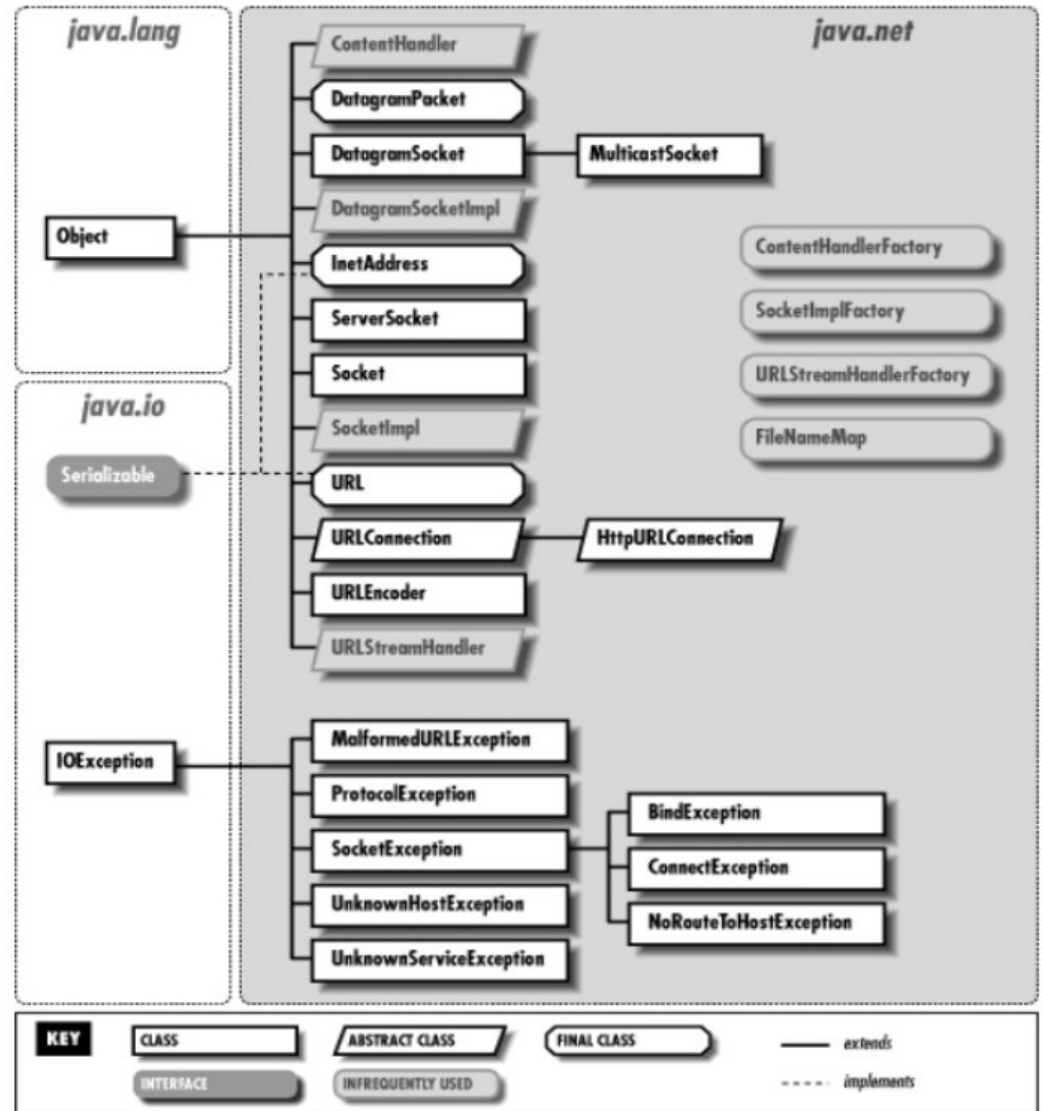 java.lang
java.net
ContentHandler
DatagramPacket
DatagramSocket
MulticastSocket
DatagramSocketImpl
Object
InetAddress
ContentHandlerFactory
ServerSocket
SocketImplFactory
Socket
URLStreamHandlerFactory
java.io
SocketImpl
FileNameMap
Serializable
URL
URLConnection
HttpURLConnection
URLEncoder
URLStreamHandler
IOException
MalformedURLException
ProtocolException
SocketException
UnknownHostException
UnknownServiceException
BindException
ConnectException
NoRouteToHostException
KEY
CLASS
ABSTRACT CLASS
FINAL CLASS
extends
INTERFACE
INFREQUENTLY USED
implements